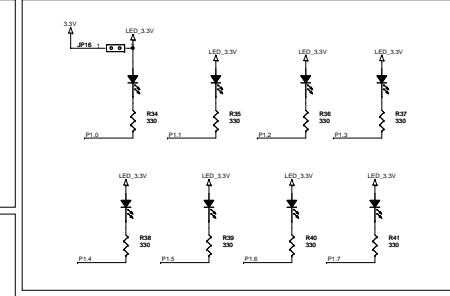 3.3V
LED_3.3V
JP16 1
LED_3.3V
LED_3.3V
LED_3.3V
R34
330
R35
330
R36
330
R37
330
P1.0
P1.1
P1.2
P1.3
LED_3.3V
LED_3.3V
LED_3.3V
LED_3.3V
R38
330
R39
330
R40
330
R41
330
P1.4
P1.5
P1.6
P1.7